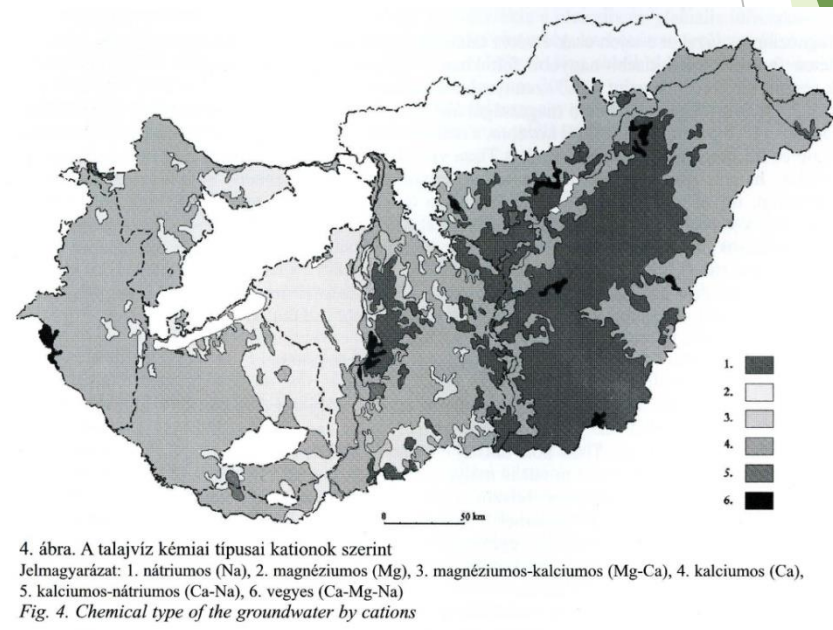 1.
2.
3.
4.
5.
6.
0 50 km
4. ábra. A talajvíz kémiai típusai kationok szerint
Jelmagyarázat: 1. nátriumos (Na), 2. magnéziumos (Mg), 3. magnéziumos-kalciumos (Mg-Ca), 4. kalciumos (Ca),
5. kalciumos-nátriumos (Ca-Na), 6. vegyes (Ca-Mg-Na)
Fig. 4. Chemical type of the groundwater by cations